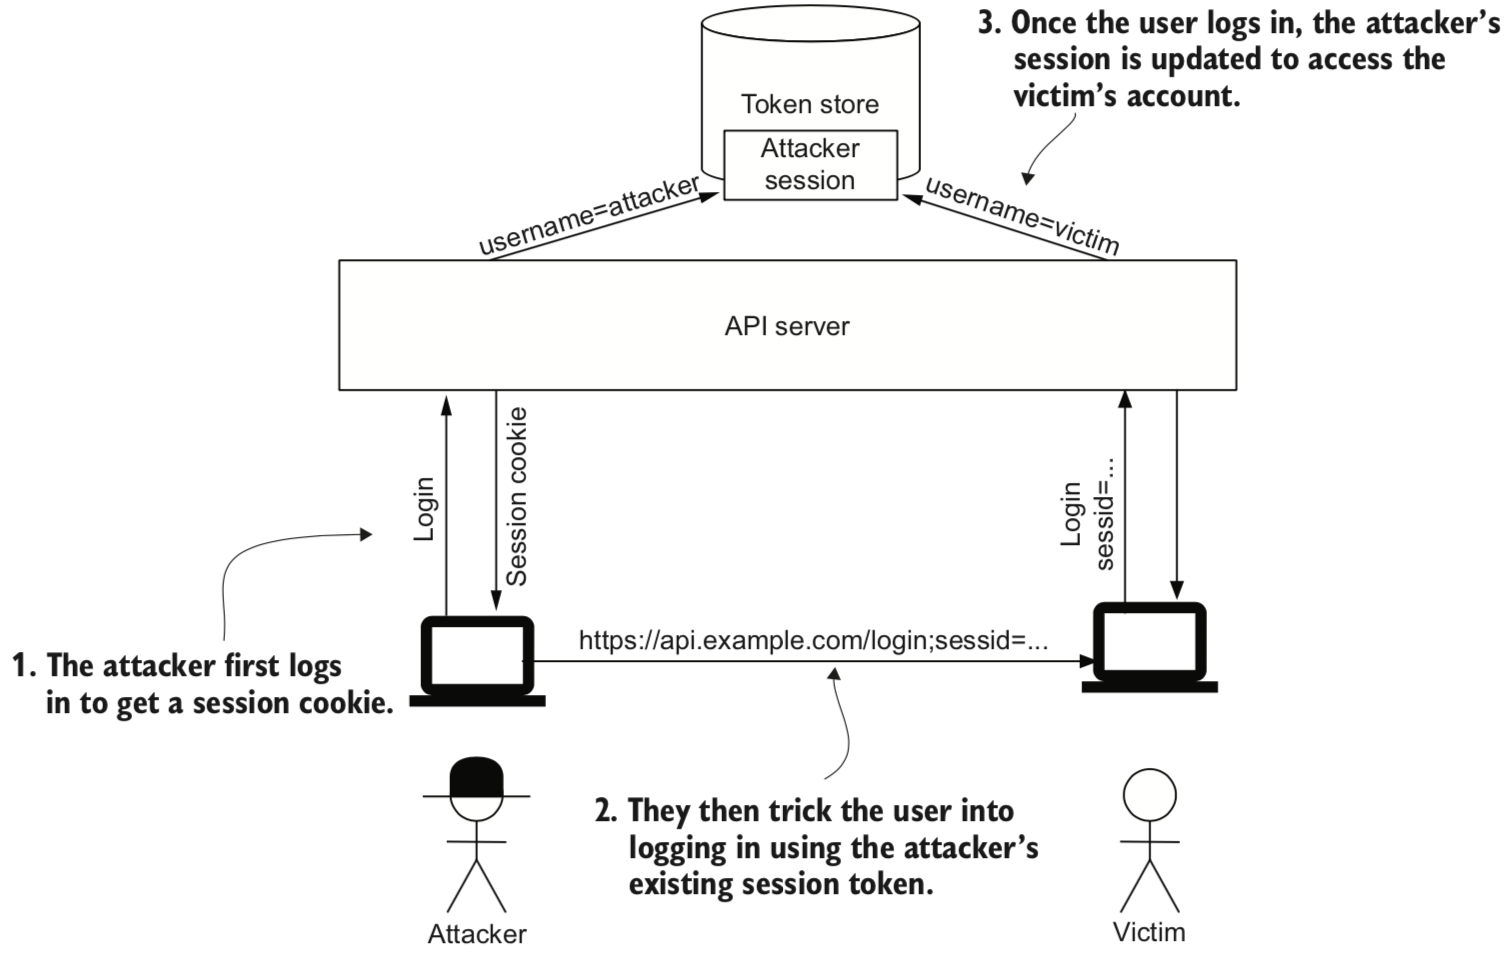 3. Once the user logs in, the attacker’s
session is updated to access the
victim’s account.
Token store
Attacker
session
username=attacker
username=victim
API server
Login
Session cookie
Login
sessid=...
https://api.example.com/login;sessid=...
1. The attacker first logs
in to get a session cookie.
2. They then trick the user into
logging in using the attacker’s
existing session token.
Attacker
Victim